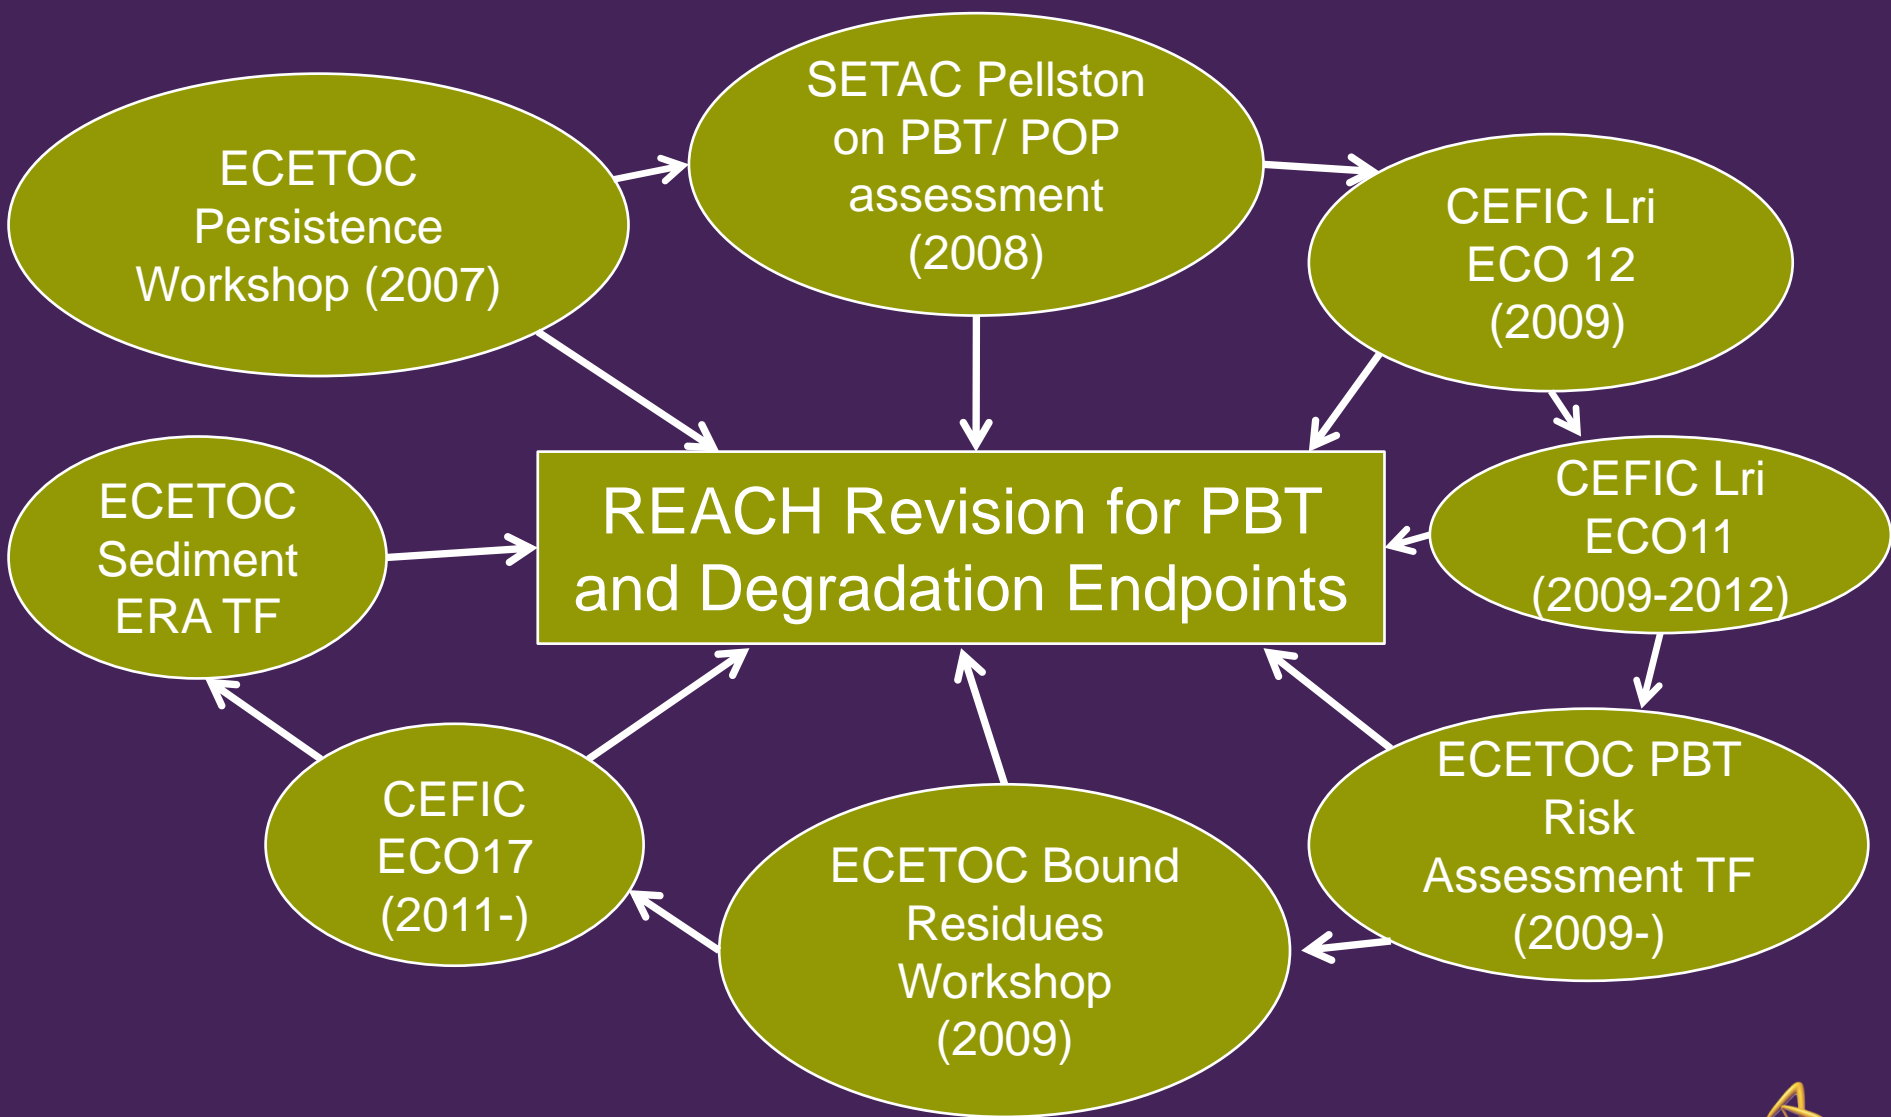 ECETOC
Persistence
Workshop (2007)
SETAC Pellston
on PBT/ POP
assessment
(2008)
CEFIC Lri
ECO 12
(2009)
CEFIC Lri
ECO11
(2009-2012)
ECETOC PBT
Risk
Assessment TF
(2009-)
ECETOC Bound
Residues
Workshop
(2009)
CEFIC
ECO17
(2011-)
ECETOC
Sediment
ERA TF
REACH Revision for PBT
and Degradation Endpoints